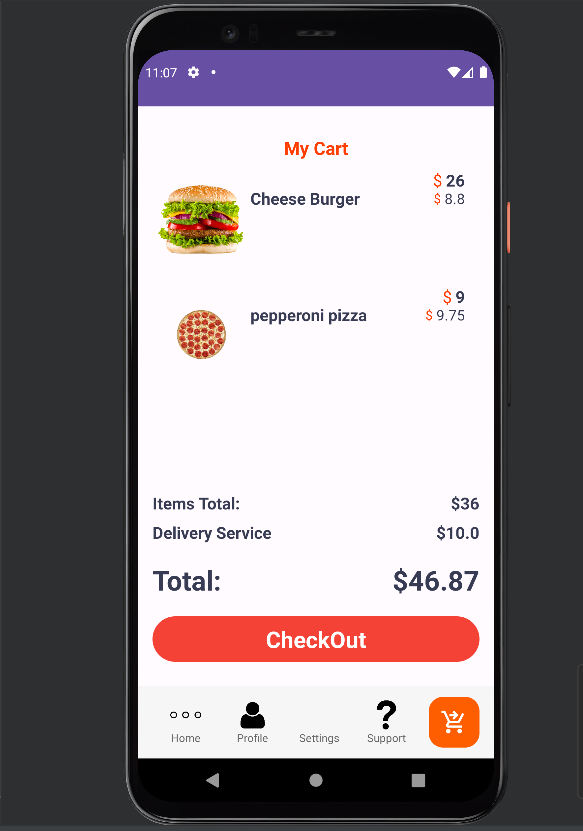 11:07
My Cart
$ 26
Cheese Burger
$ 8.8
$ 9
pepperoni pizza
$ 9.75
Items Total: $36
Delivery Service $10.0
Total: $46.87
CheckOut
Home Profile Settings Support